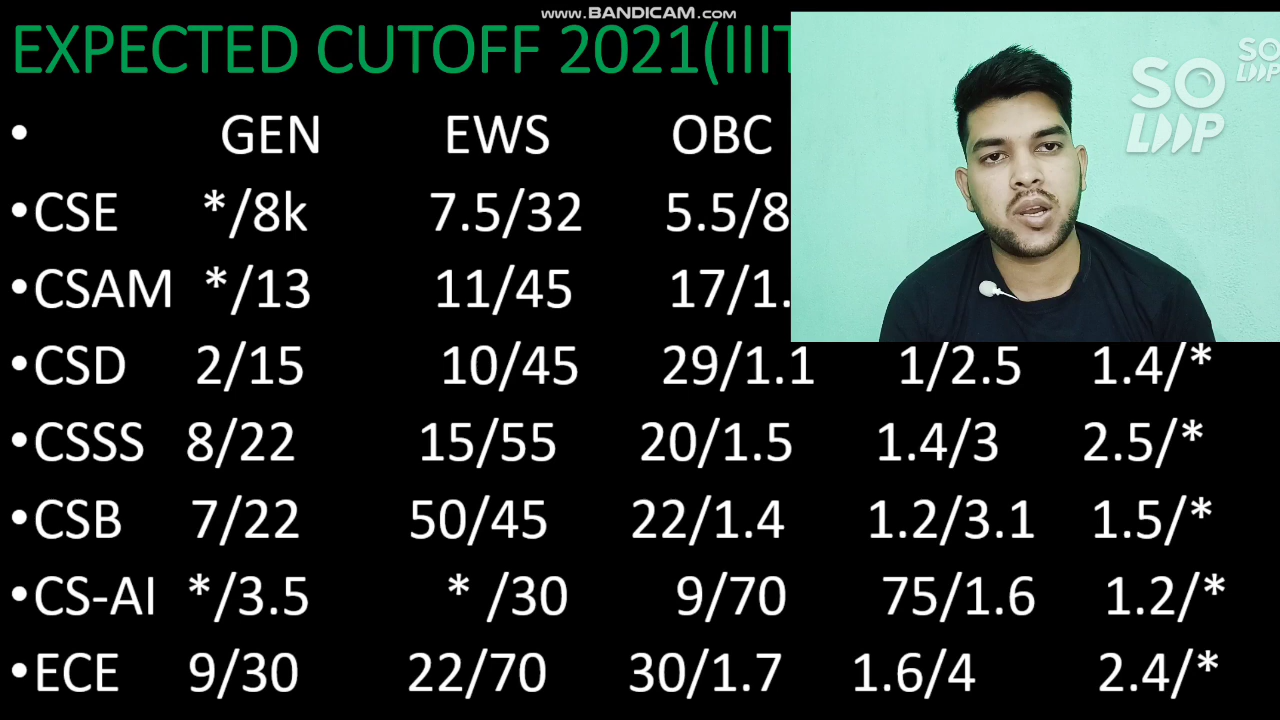 www.BANDICAM.com
EXPECTED CUTOFF 2021(IIIT
SO LOOP
SO LOOP
• GEN EWS OBC
•CSE */8k 7.5/32 5.5/8
•CSAM */13 11/45 17/1.
•CSD 2/15 10/45 29/1.1 1/2.5 1.4/*
•CSSS 8/22 15/55 20/1.5 1.4/3 2.5/*
•CSB 7/22 50/45 22/1.4 1.2/3.1 1.5/*
•CS-AI */3.5 * /30 9/70 75/1.6 1.2/*
•ECE 9/30 22/70 30/1.7 1.6/4 2.4/*